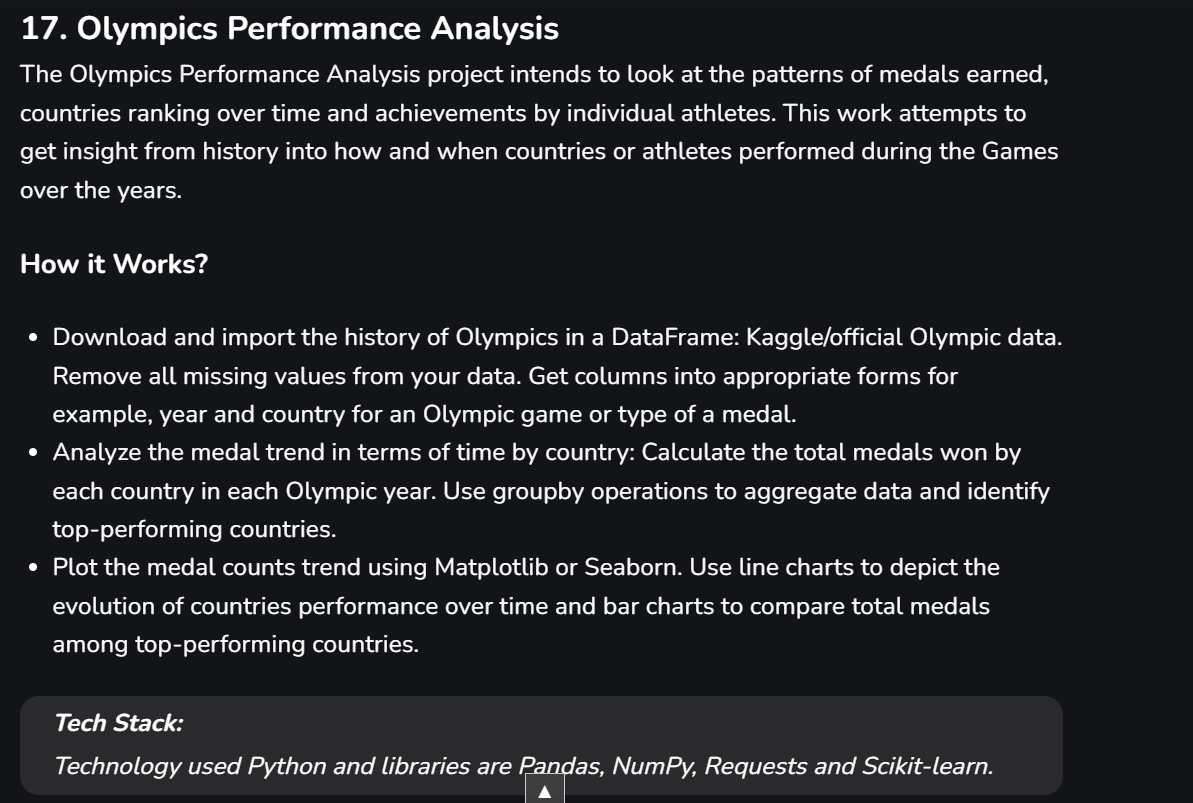 17. Olympics Performance Analysis
The Olympics Performance Analysis project intends to look at the patterns of medals earned,
countries ranking over time and achievements by individual athletes. This work attempts to
get insight from history into how and when countries or athletes performed during the Games
over the years.
How it Works?
• Download and import the history of Olympics in a DataFrame: Kaggle/official Olympic data.
Remove all missing values from your data. Get columns into appropriate forms for
example, year and country for an Olympic game or type of a medal.
• Analyze the medal trend in terms of time by country: Calculate the total medals won by
each country in each Olympic year. Use groupby operations to aggregate data and identify
top-performing countries.
• Plot the medal counts trend using Matplotlib or Seaborn. Use line charts to depict the
evolution of countries performance over time and bar charts to compare total medals
among top-performing countries.
Tech Stack:
Technology used Python and libraries are Pandas, NumPy, Requests and Scikit-learn.